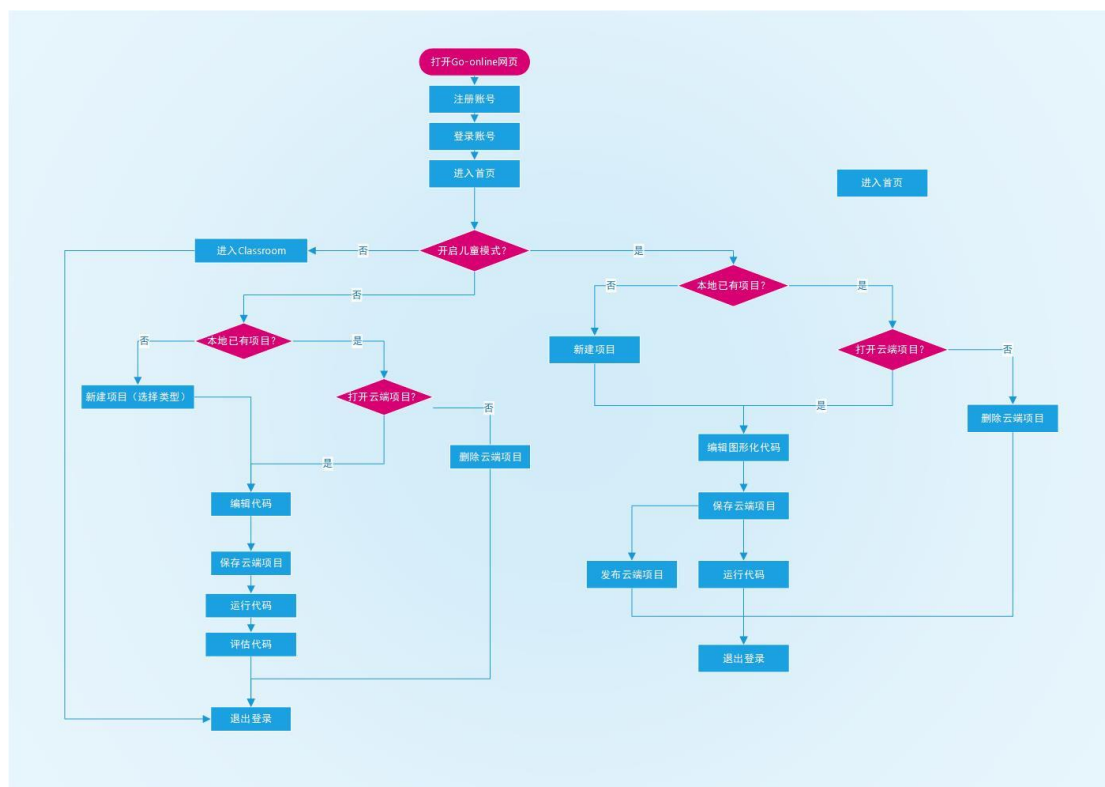 打开Go-online网页
注册账号
登录账号
进入首页
进入首页
进入Classroom
否
开启儿童模式?
是
否
本地已有项目?
是
否
否
本地已有项目?
是
新建项目
打开云端项目?
否
新建项目（选择类型）
打开云端项目?
否
是
删除云端项目
是
删除云端项目
编辑图形化代码
编辑代码
保存云端项目
保存云端项目
发布云端项目
运行代码
运行代码
评估代码
退出登录
退出登录